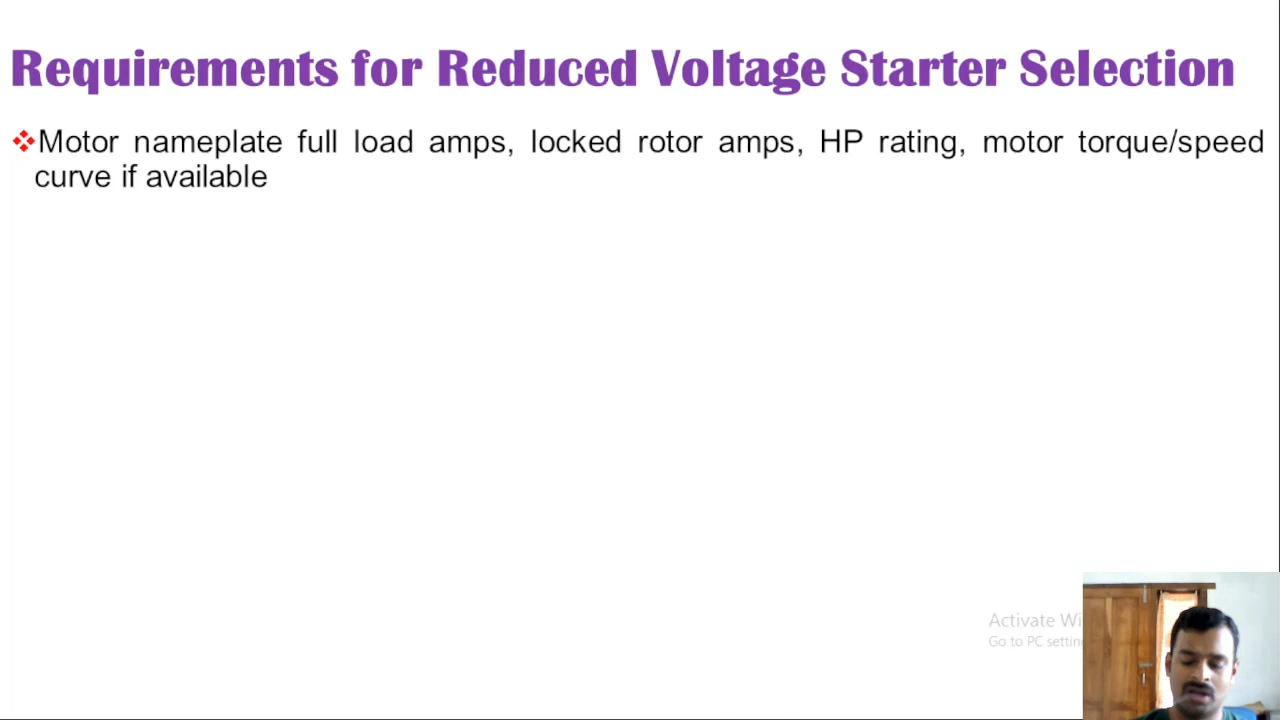 Requirements for Reduced Voltage Starter Selection
Motor nameplate full load amps, locked rotor amps, HP rating, motor torque/speed
curve if available
Activate Wi
Go to PC settin